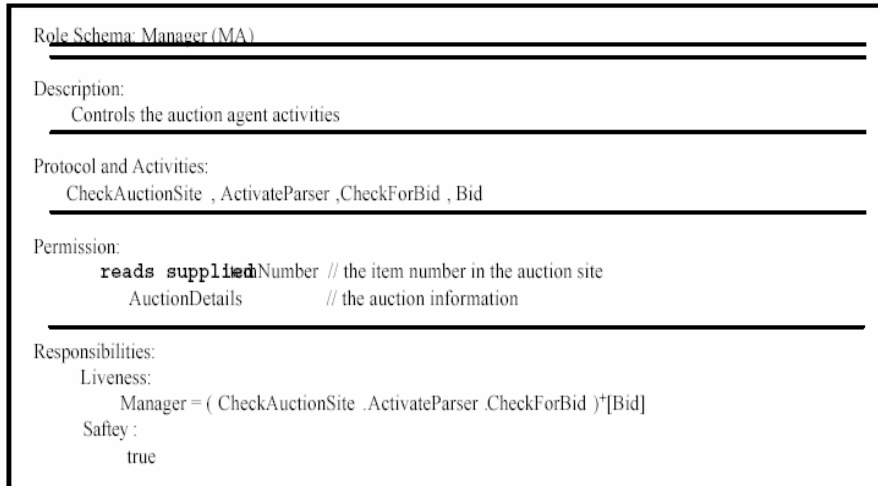 Role Schema: Manager (MA)
Description:
Controls the auction agent activities
Protocol and Activities:
CheckAuctionSite , ActivateParser ,CheckForBid , Bid
Permission:
reads supplied Number // the item number in the auction site
AuctionDetails // the auction information
Responsibilities:
Liveness:
Manager = ( CheckAuctionSite .ActivateParser .CheckForBid )⁺[Bid]
Saftey :
true